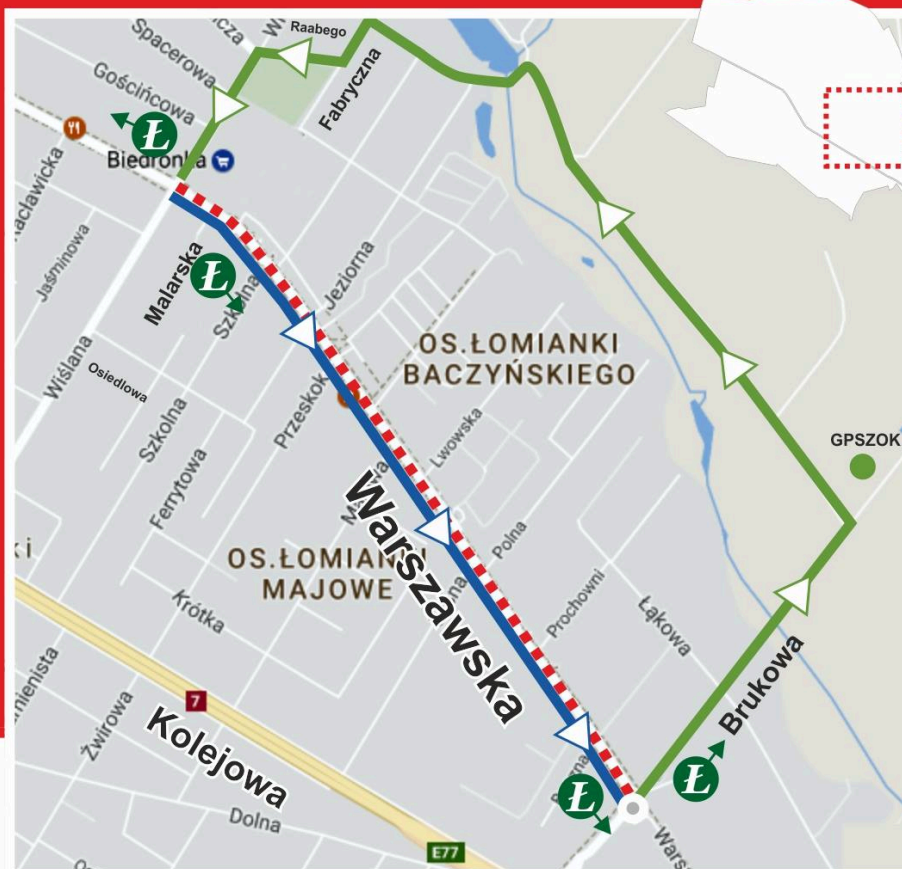 Raabego
Spacerowa
Gościńcowa
Fabryczna
Ł
Biedronka
Jaśminowa
Malarska
Ł
Szkolna
Jeziorna
Wiślana
Osiedlowa
OS.ŁOMIANKI
BACZYŃSKIEGO
Przeskok
Szkolna
Lwowska
GPSZOK
Ferrytowa
Warszawska
Polna
OS.ŁOMIANKI
MAJOWE
Prochowni
Łąkowa
Krótka
Brukowa
7
Żwirowa
Kolejowa
Ł
Ł
Dolna
E77